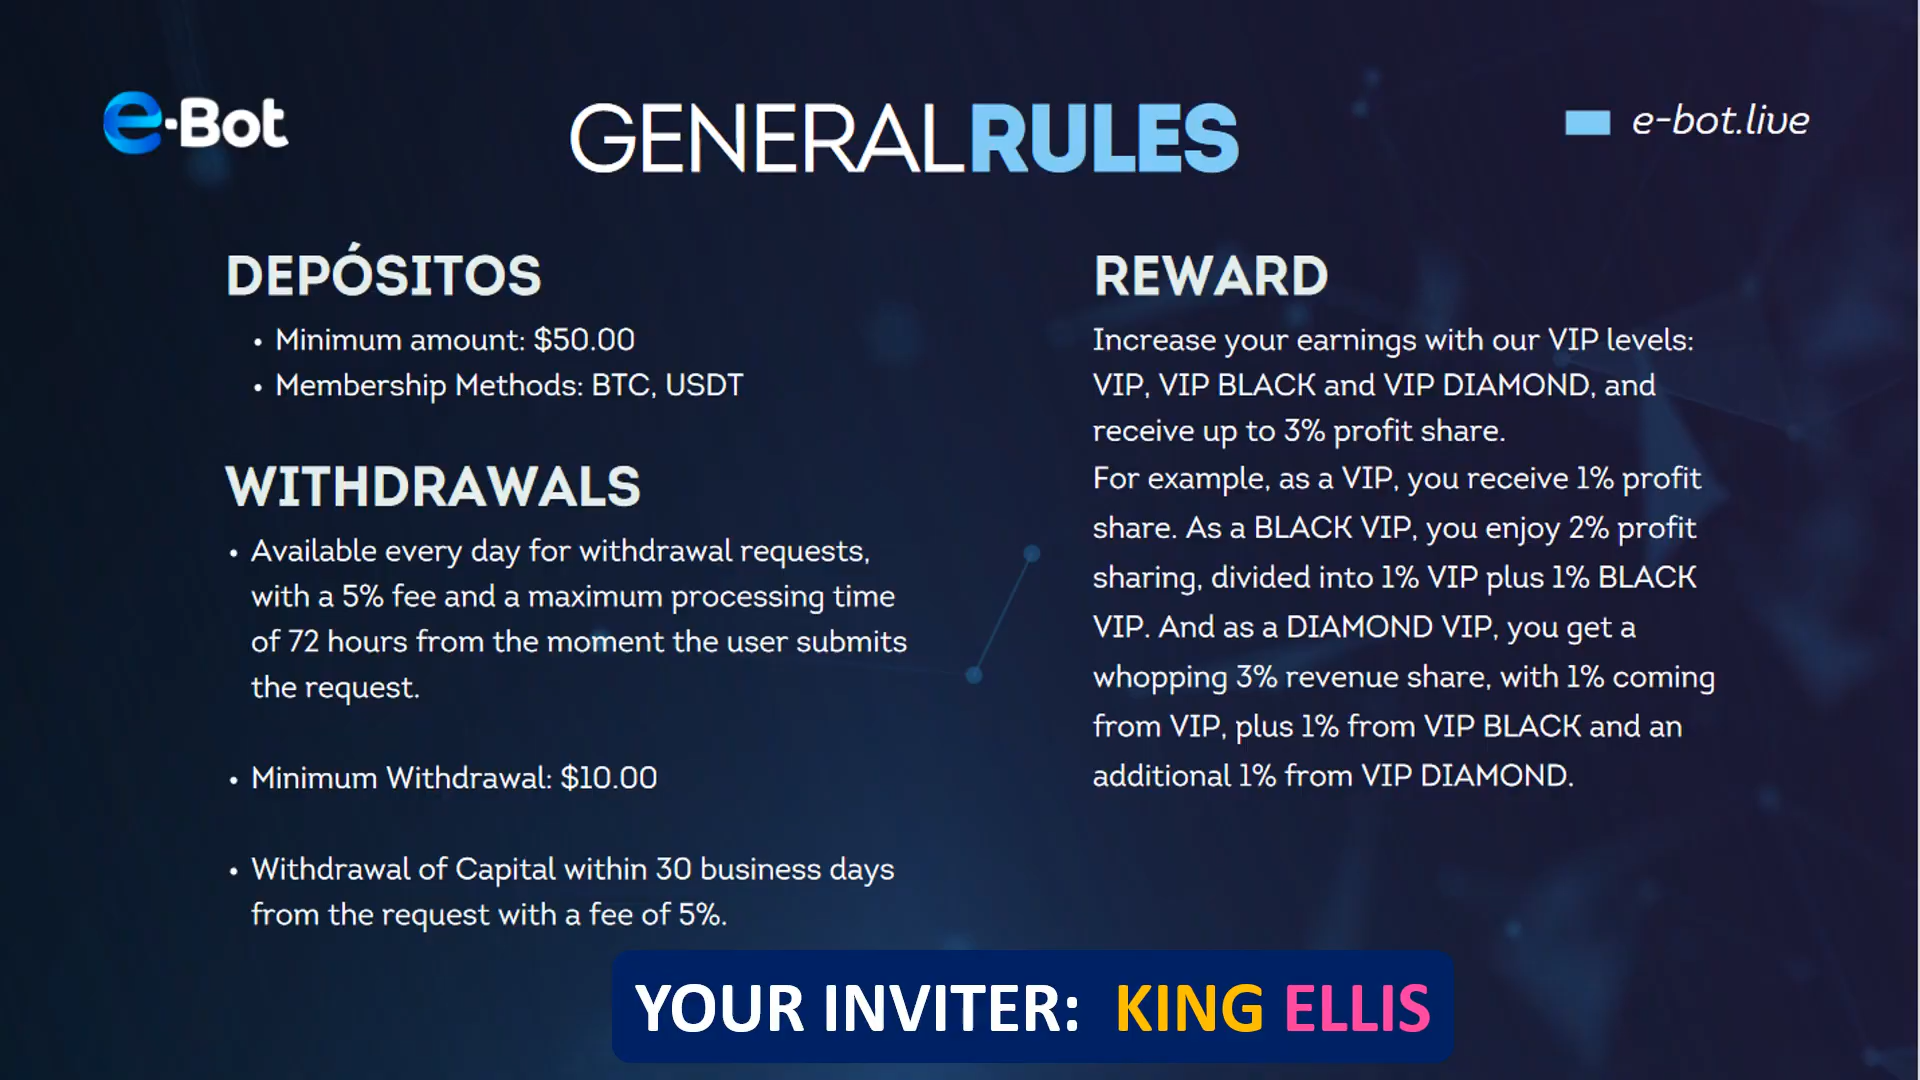 e-Bot
GENERAL RULES
e-bot.live
DEPÓSITOS
• Minimum amount: $50.00
• Membership Methods: BTC, USDT
WITHDRAWALS
• Available every day for withdrawal requests,
with a 5% fee and a maximum processing time
of 72 hours from the moment the user submits
the request.
• Minimum Withdrawal: $10.00
• Withdrawal of Capital within 30 business days
from the request with a fee of 5%.
REWARD
Increase your earnings with our VIP levels:
VIP, VIP BLACK and VIP DIAMOND, and
receive up to 3% profit share.
For example, as a VIP, you receive 1% profit
share. As a BLACK VIP, you enjoy 2% profit
sharing, divided into 1% VIP plus 1% BLACK
VIP. And as a DIAMOND VIP, you get a
whopping 3% revenue share, with 1% coming
from VIP, plus 1% from VIP BLACK and an
additional 1% from VIP DIAMOND.
YOUR INVITER: KING ELLIS